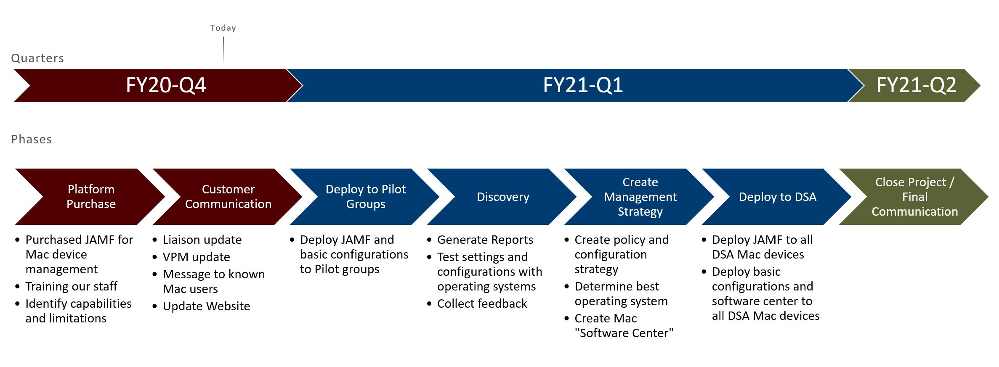 Today
Quarters
FY20-Q4
FY21-Q1
FY21-Q2
Phases
Platform
Purchase
• Purchased JAMF for
Mac device
management
• Training our staff
• Identify capabilities
and limitations
Customer
Communication
• Liaison update
• VPM update
• Message to known
Mac users
• Update Website
Deploy to Pilot
Groups
• Deploy JAMF and
basic configurations
to Pilot groups
Discovery
• Generate Reports
• Test settings and
configurations with
operating systems
• Collect feedback
Create
Management
Strategy
• Create policy and
configuration
strategy
• Determine best
operating system
• Create Mac
"Software Center"
Deploy to DSA
• Deploy JAMF to all
DSA Mac devices
• Deploy basic
configurations and
software center to
all DSA Mac devices
Close Project /
Final
Communication